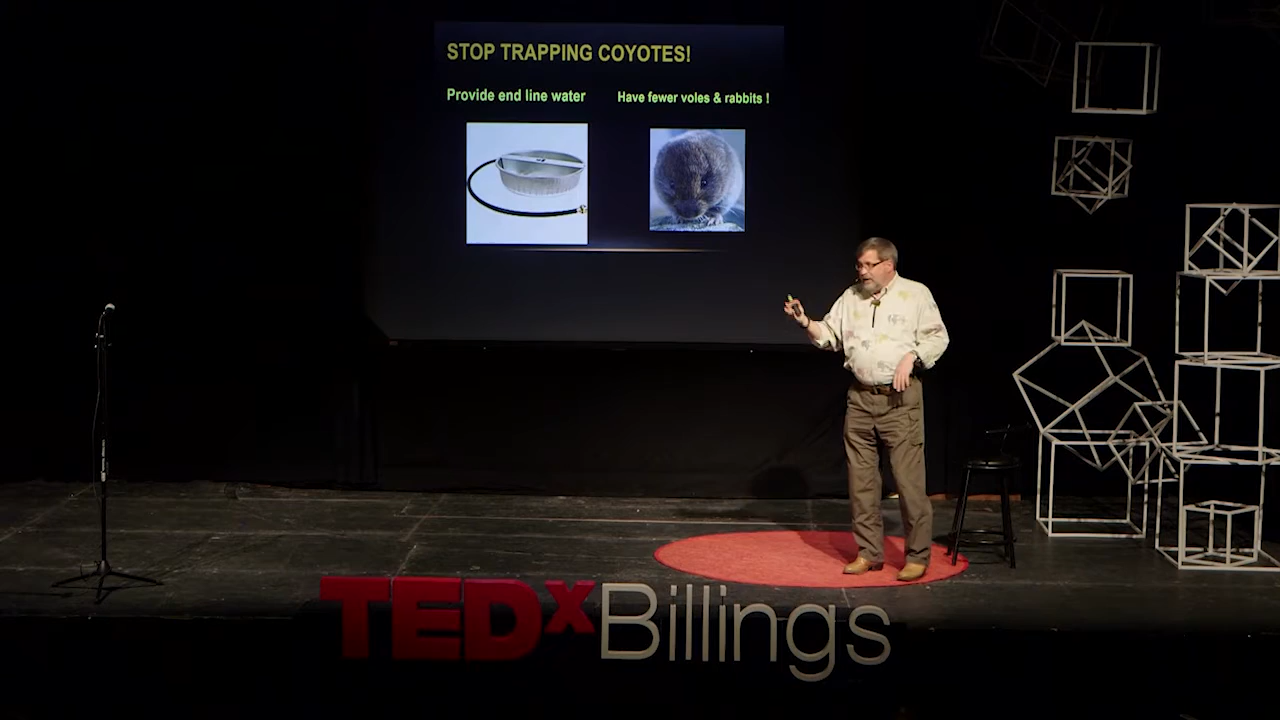 STOP TRAPPING COYOTES!
Provide end line water
Have fewer voles & rabbits !
TEDxBillings